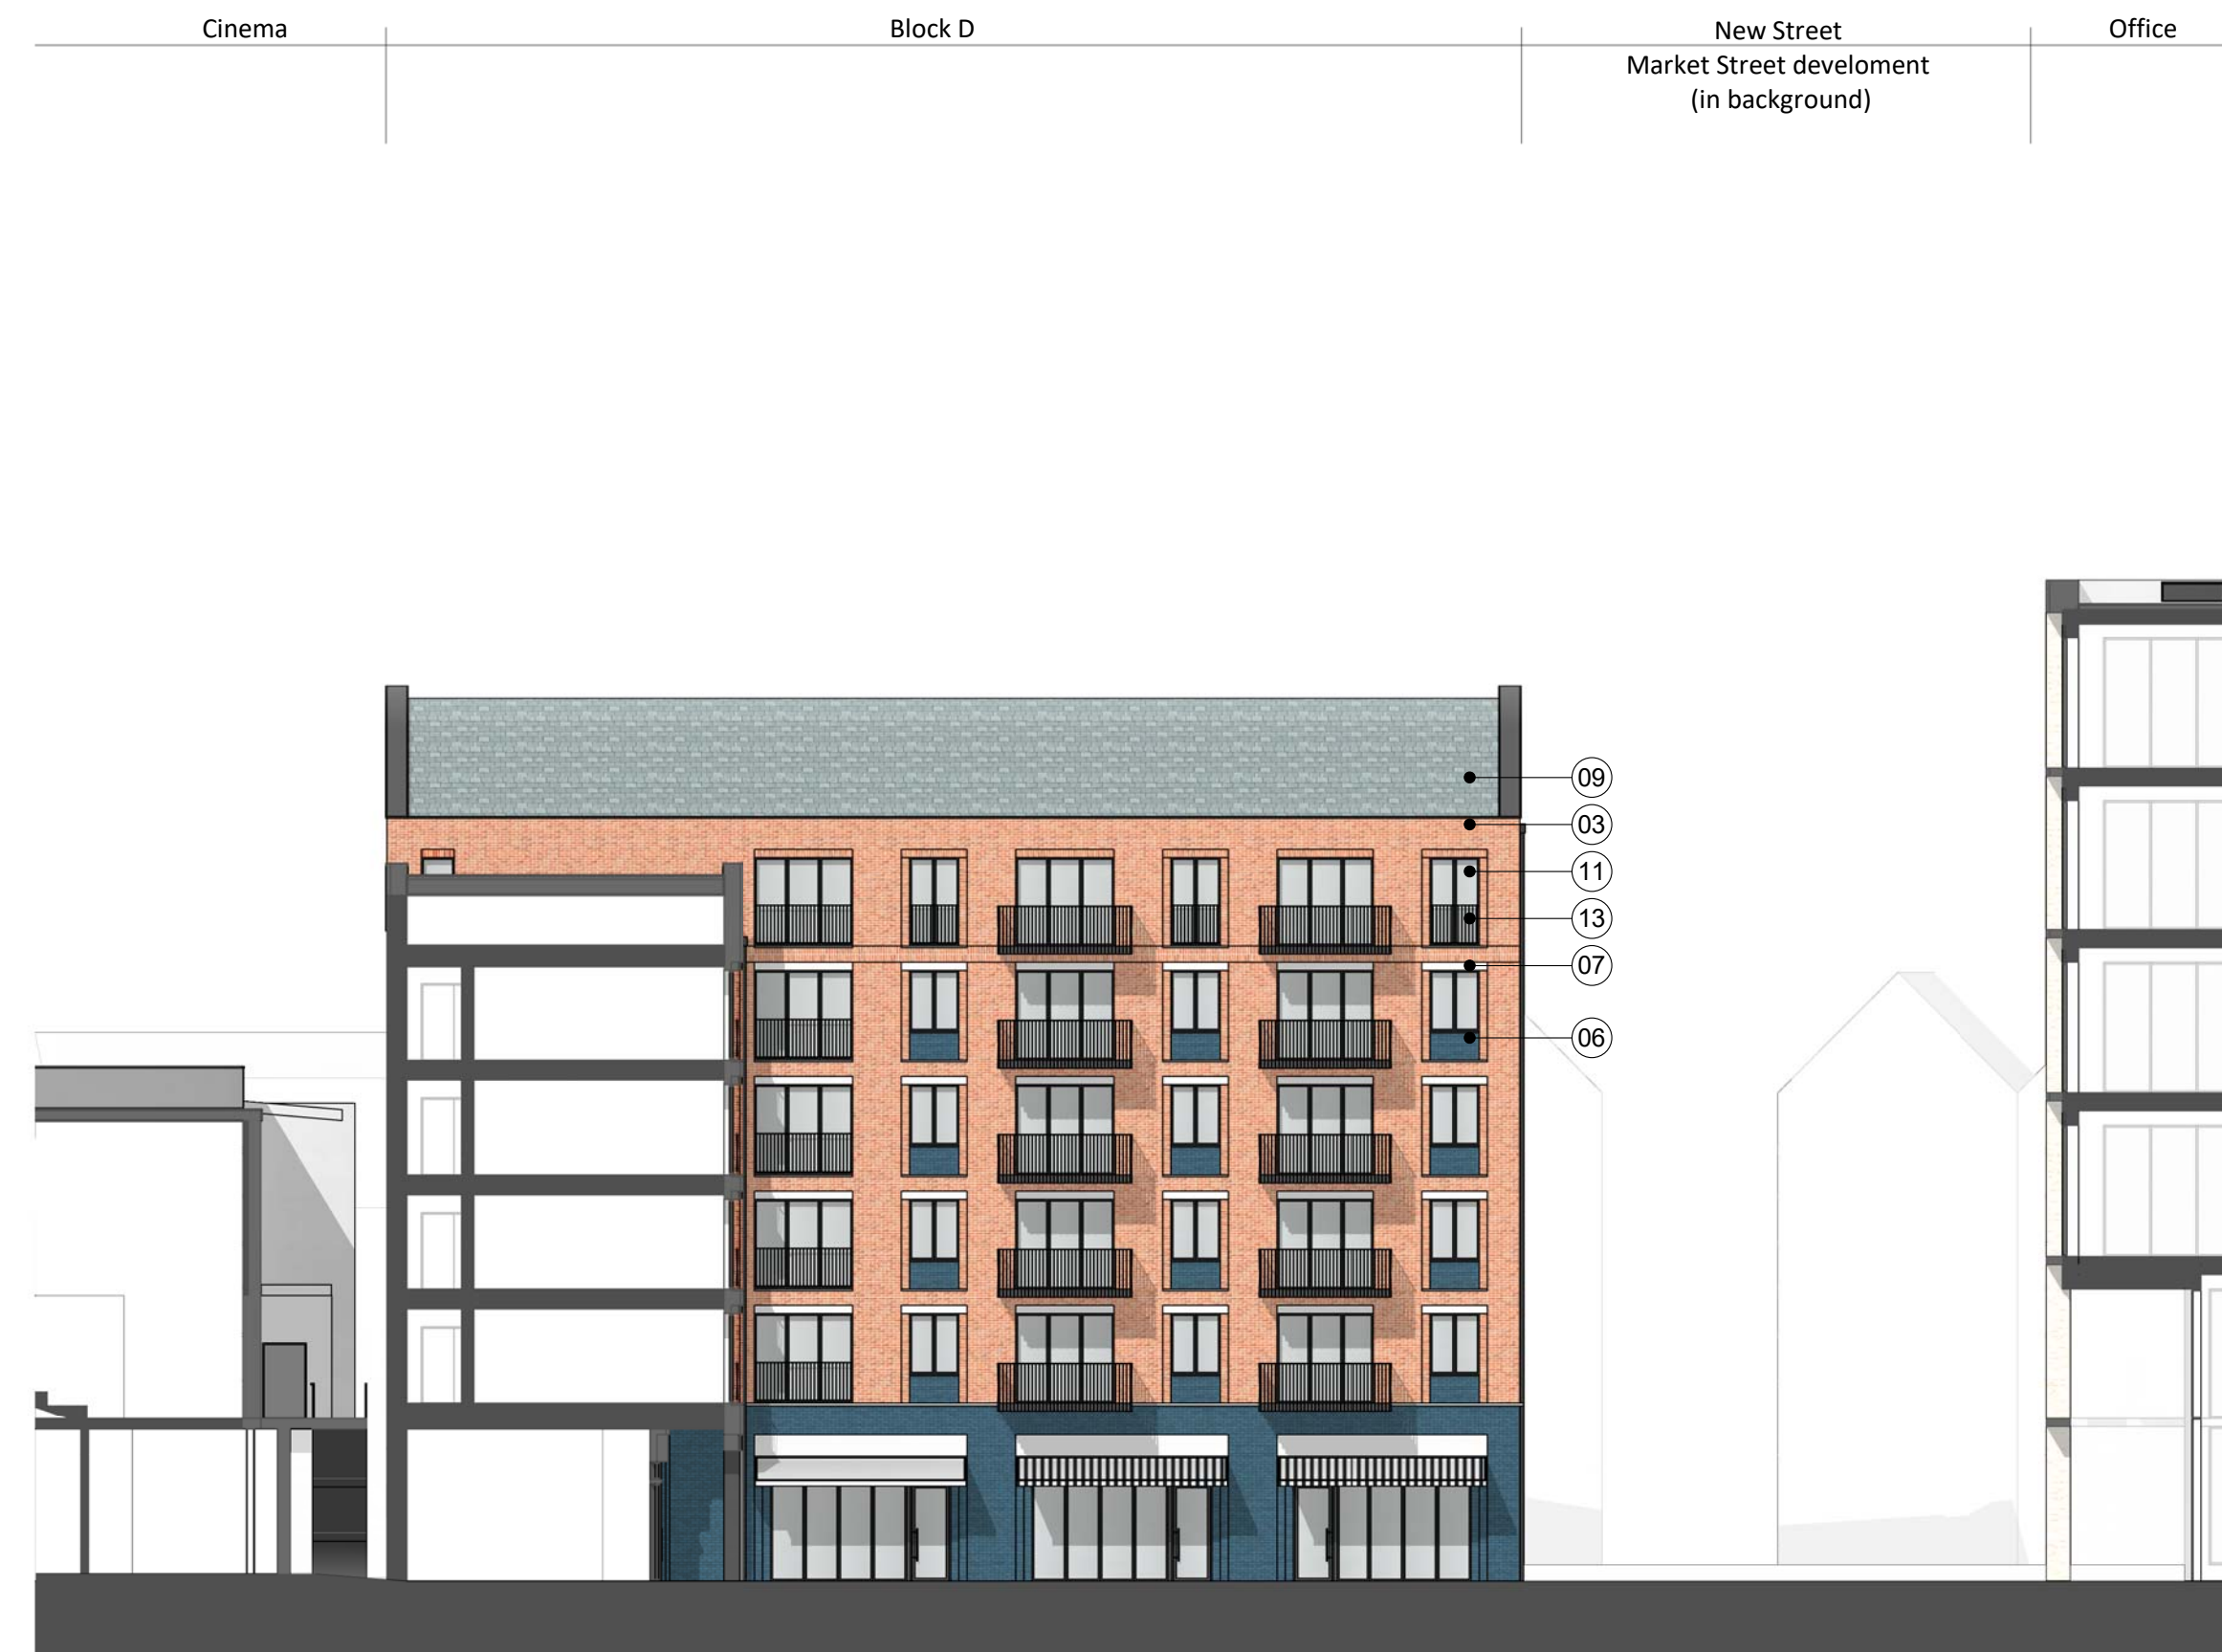 Cinema
Block D
New Street
Office
Market Street develoment
(in background)
09
03
11
13
07
06